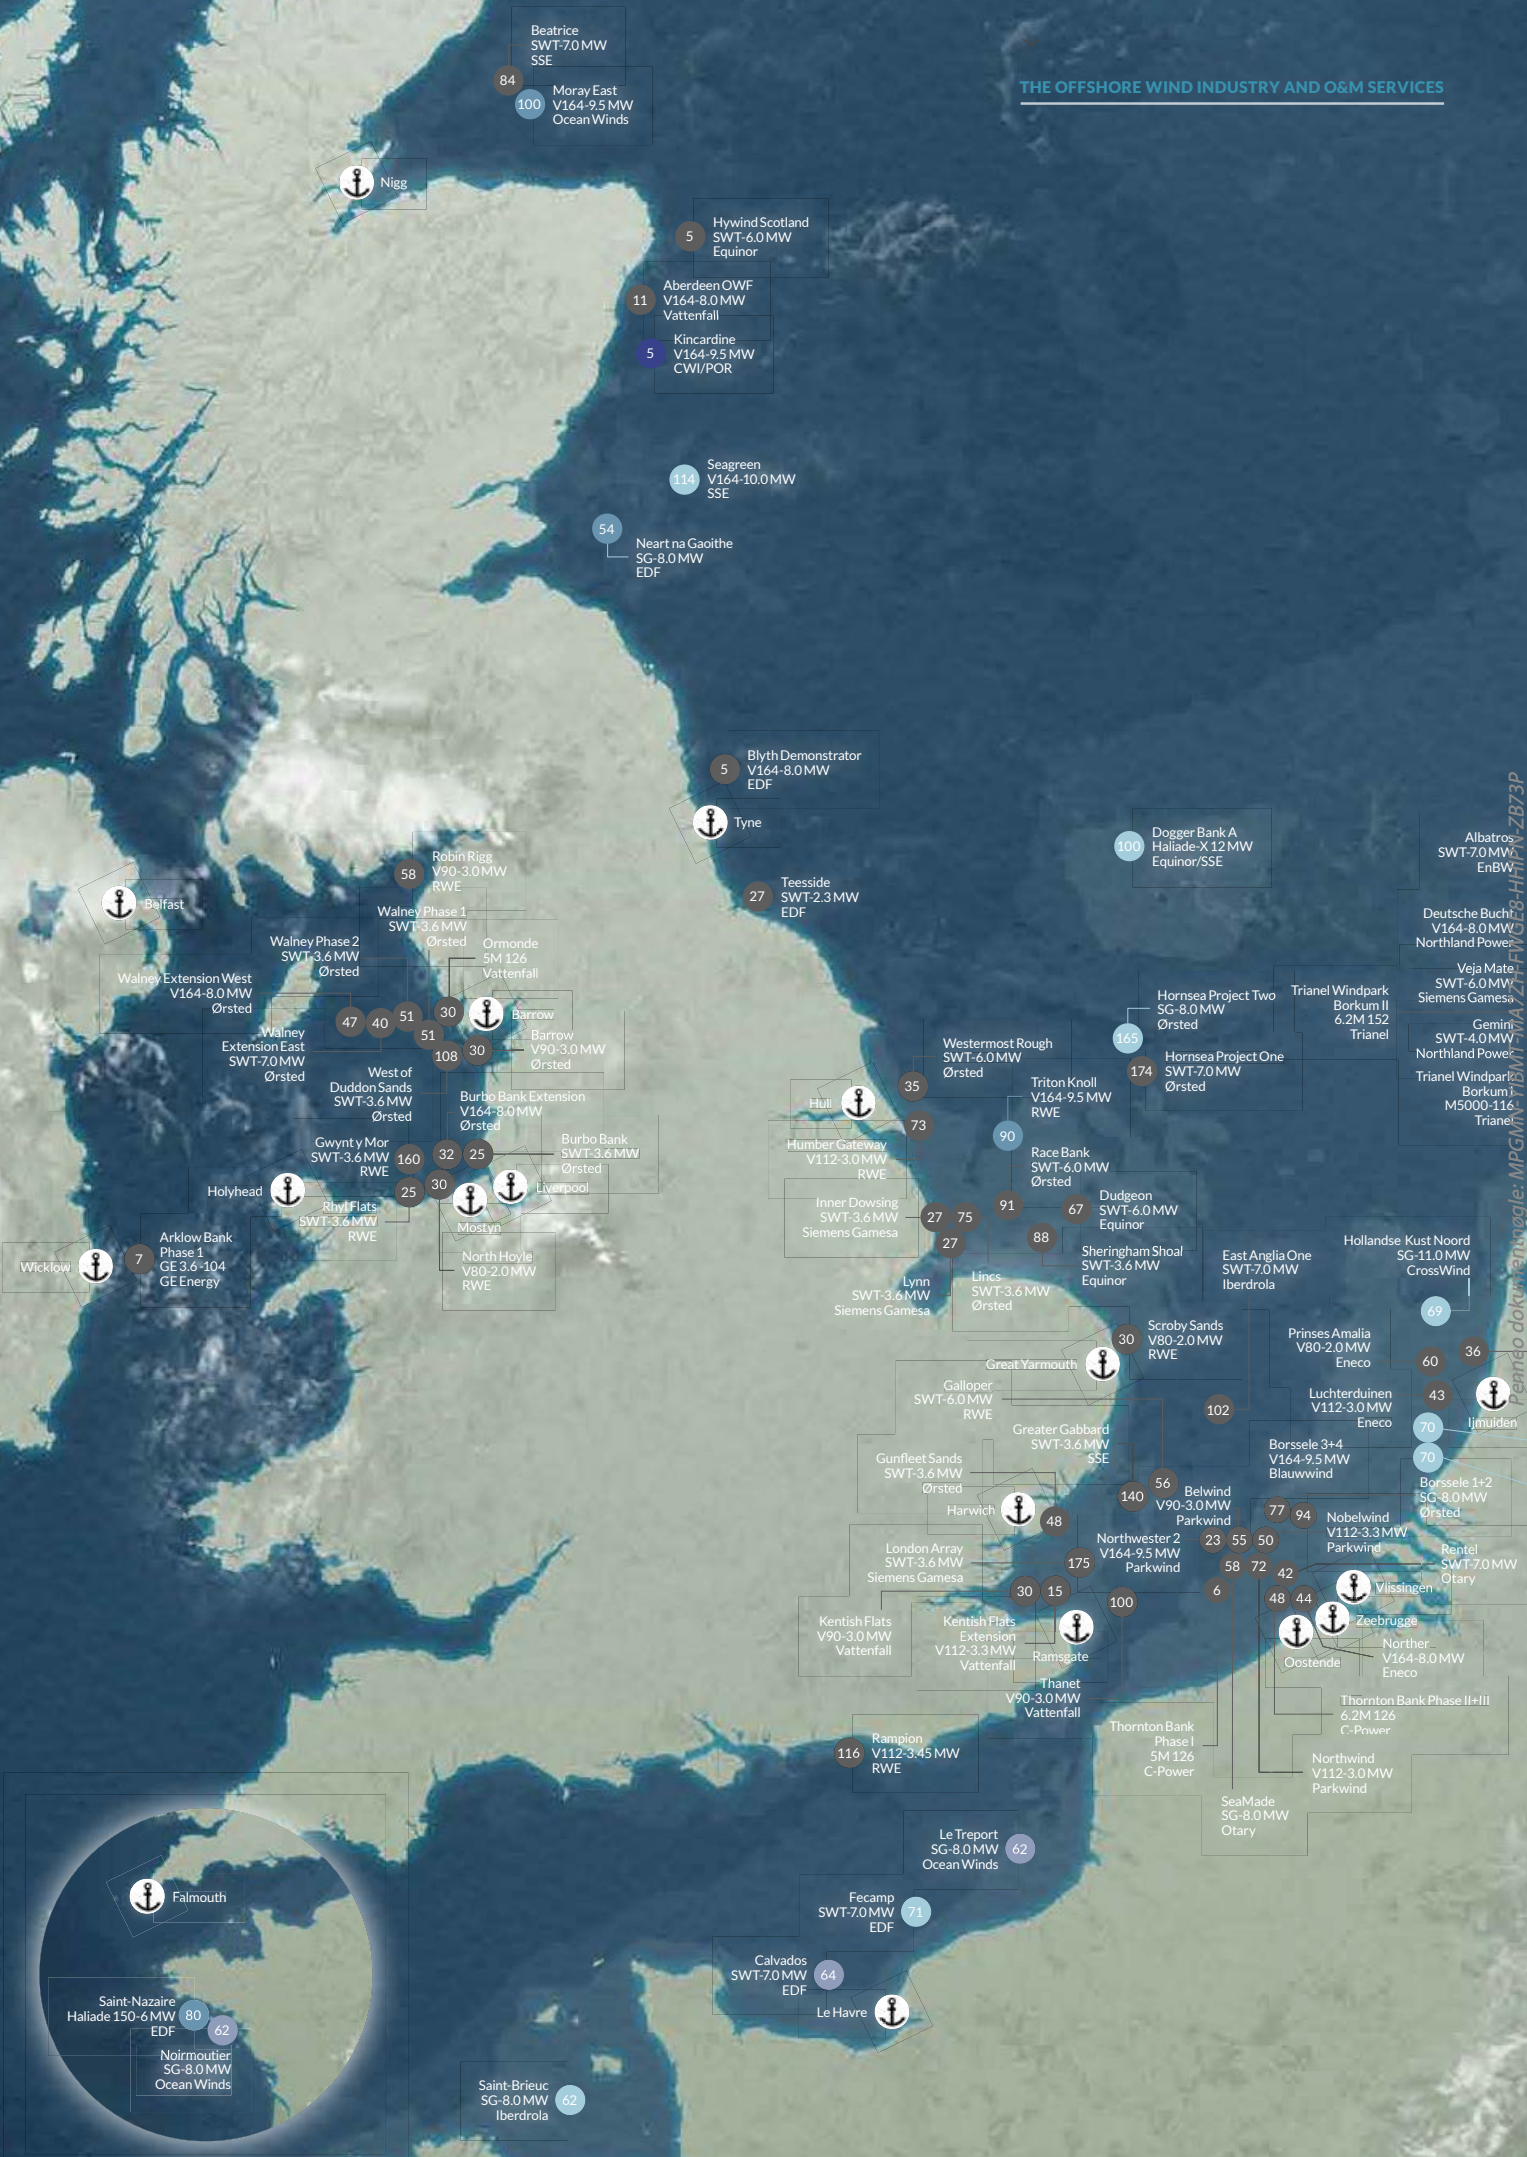 THE OFFSHORE WIND INDUSTRY AND O&M SERVICES
Beatrice
SWT-7.0 MW
SSE
84
100
Moray East
V164-9.5 MW
Ocean Winds
Nigg
5
Hywind Scotland
SWT-6.0 MW
Equinor
11
Aberdeen OWF
V164-8.0 MW
Vattenfall
5
Kincardine
V164-9.5 MW
CWI/POR
114
Seagreen
V164-10.0 MW
SSE
54
Neart na Gaoithe
SG-8.0 MW
EDF
5
Blyth Demonstrator
V164-8.0 MW
EDF
Tyne
27
Teesside
SWT-2.3 MW
EDF
100
Dogger Bank A
Haliade-X 12 MW
Equinor/SSE
Albatros
SWT-7.0 MW
EnBW
Deutsche Bucht
V164-8.0 MW
Northland Power
Veja Mate
SWT-6.0 MW
Siemens Gamesa
Trianel Windpark
Borkum II
6.2M 152
Trianel
Gemini
SWT-4.0 MW
Northland Power
Trianel Windpark
Borkum I
M5000-116
Trianel
Belfast
58
Robin Rigg
V90-3.0 MW
RWE
Walney Phase 1
SWT-3.6 MW
Ørsted
Walney Phase 2
SWT-3.6 MW
Ørsted
Ormonde
5M 126
Vattenfall
Walney Extension West
V164-8.0 MW
Ørsted
47
40
51
51
30
108
30
Barrow
Barrow
V90-3.0 MW
Ørsted
Walney
Extension East
SWT-7.0 MW
Ørsted
West of
Duddon Sands
SWT-3.6 MW
Ørsted
Burbo Bank Extension
V164-8.0 MW
Ørsted
Gwynt y Mor
SWT-3.6 MW
RWE
160
32
25
Burbo Bank
SWT-3.6 MW
Ørsted
Holyhead
25
30
Liverpool
Mostyn
Rhyl Flats
SWT-3.6 MW
RWE
North Hoyle
V80-2.0 MW
RWE
Wicklow
7
Arklow Bank
Phase 1
GE 3.6 -104
GE Energy
165
Hornsea Project Two
SG-8.0 MW
Ørsted
174
Hornsea Project One
SWT-7.0 MW
Ørsted
Westermost Rough
SWT-6.0 MW
Ørsted
35
Hull
73
Humber Gateway
V112-3.0 MW
RWE
Triton Knoll
V164-9.5 MW
RWE
90
Race Bank
SWT-6.0 MW
Ørsted
91
67
Dudgeon
SWT-6.0 MW
Equinor
Inner Dowsing
SWT-3.6 MW
Siemens Gamesa
27
75
27
88
Sheringham Shoal
SWT-3.6 MW
Equinor
Lynn
SWT-3.6 MW
Siemens Gamesa
Lincs
SWT-3.6 MW
Ørsted
East Anglia One
SWT-7.0 MW
Iberdrola
Hollandse Kust Noord
SG-11.0 MW
CrossWind
69
30
Scroby Sands
V80-2.0 MW
RWE
Great Yarmouth
Prinses Amalia
V80-2.0 MW
Eneco
60
36
43
Luchterduinen
V112-3.0 MW
Eneco
Ijmuiden
102
70
70
Galloper
SWT-6.0 MW
RWE
Greater Gabbard
SWT-3.6 MW
SSE
Gunfleet Sands
SWT-3.6 MW
Ørsted
Borssele 3+4
V164-9.5 MW
Blauwwind
Borssele 1+2
SG-8.0 MW
Ørsted
56
140
Belwind
V90-3.0 MW
Parkwind
Harwich
48
77
94
Nobelwind
V112-3.3 MW
Parkwind
23
55
50
Northwester 2
V164-9.5 MW
Parkwind
London Array
SWT-3.6 MW
Siemens Gamesa
175
58
72
42
Rentel
SWT-7.0 MW
Otary
30
15
100
6
48
44
Vlissingen
Zeebrugge
Oostende
Kentish Flats
V90-3.0 MW
Vattenfall
Kentish Flats
Extension
V112-3.3 MW
Vattenfall
Ramsgate
Norther
V164-8.0 MW
Eneco
Thanet
V90-3.0 MW
Vattenfall
Thornton Bank Phase II+III
6.2M 126
C-Power
Thornton Bank
Phase I
5M 126
C-Power
116
Rampion
V112-3.45 MW
RWE
Northwind
V112-3.0 MW
Parkwind
SeaMade
SG-8.0 MW
Otary
Le Treport
SG-8.0 MW
Ocean Winds
62
Fecamp
SWT-7.0 MW
EDF
71
Calvados
SWT-7.0 MW
EDF
64
Le Havre
Falmouth
Saint-Nazaire
Haliade 150-6 MW
EDF
80
62
Noirmoutier
SG-8.0 MW
Ocean Winds
Saint-Brieuc
SG-8.0 MW
Iberdrola
62